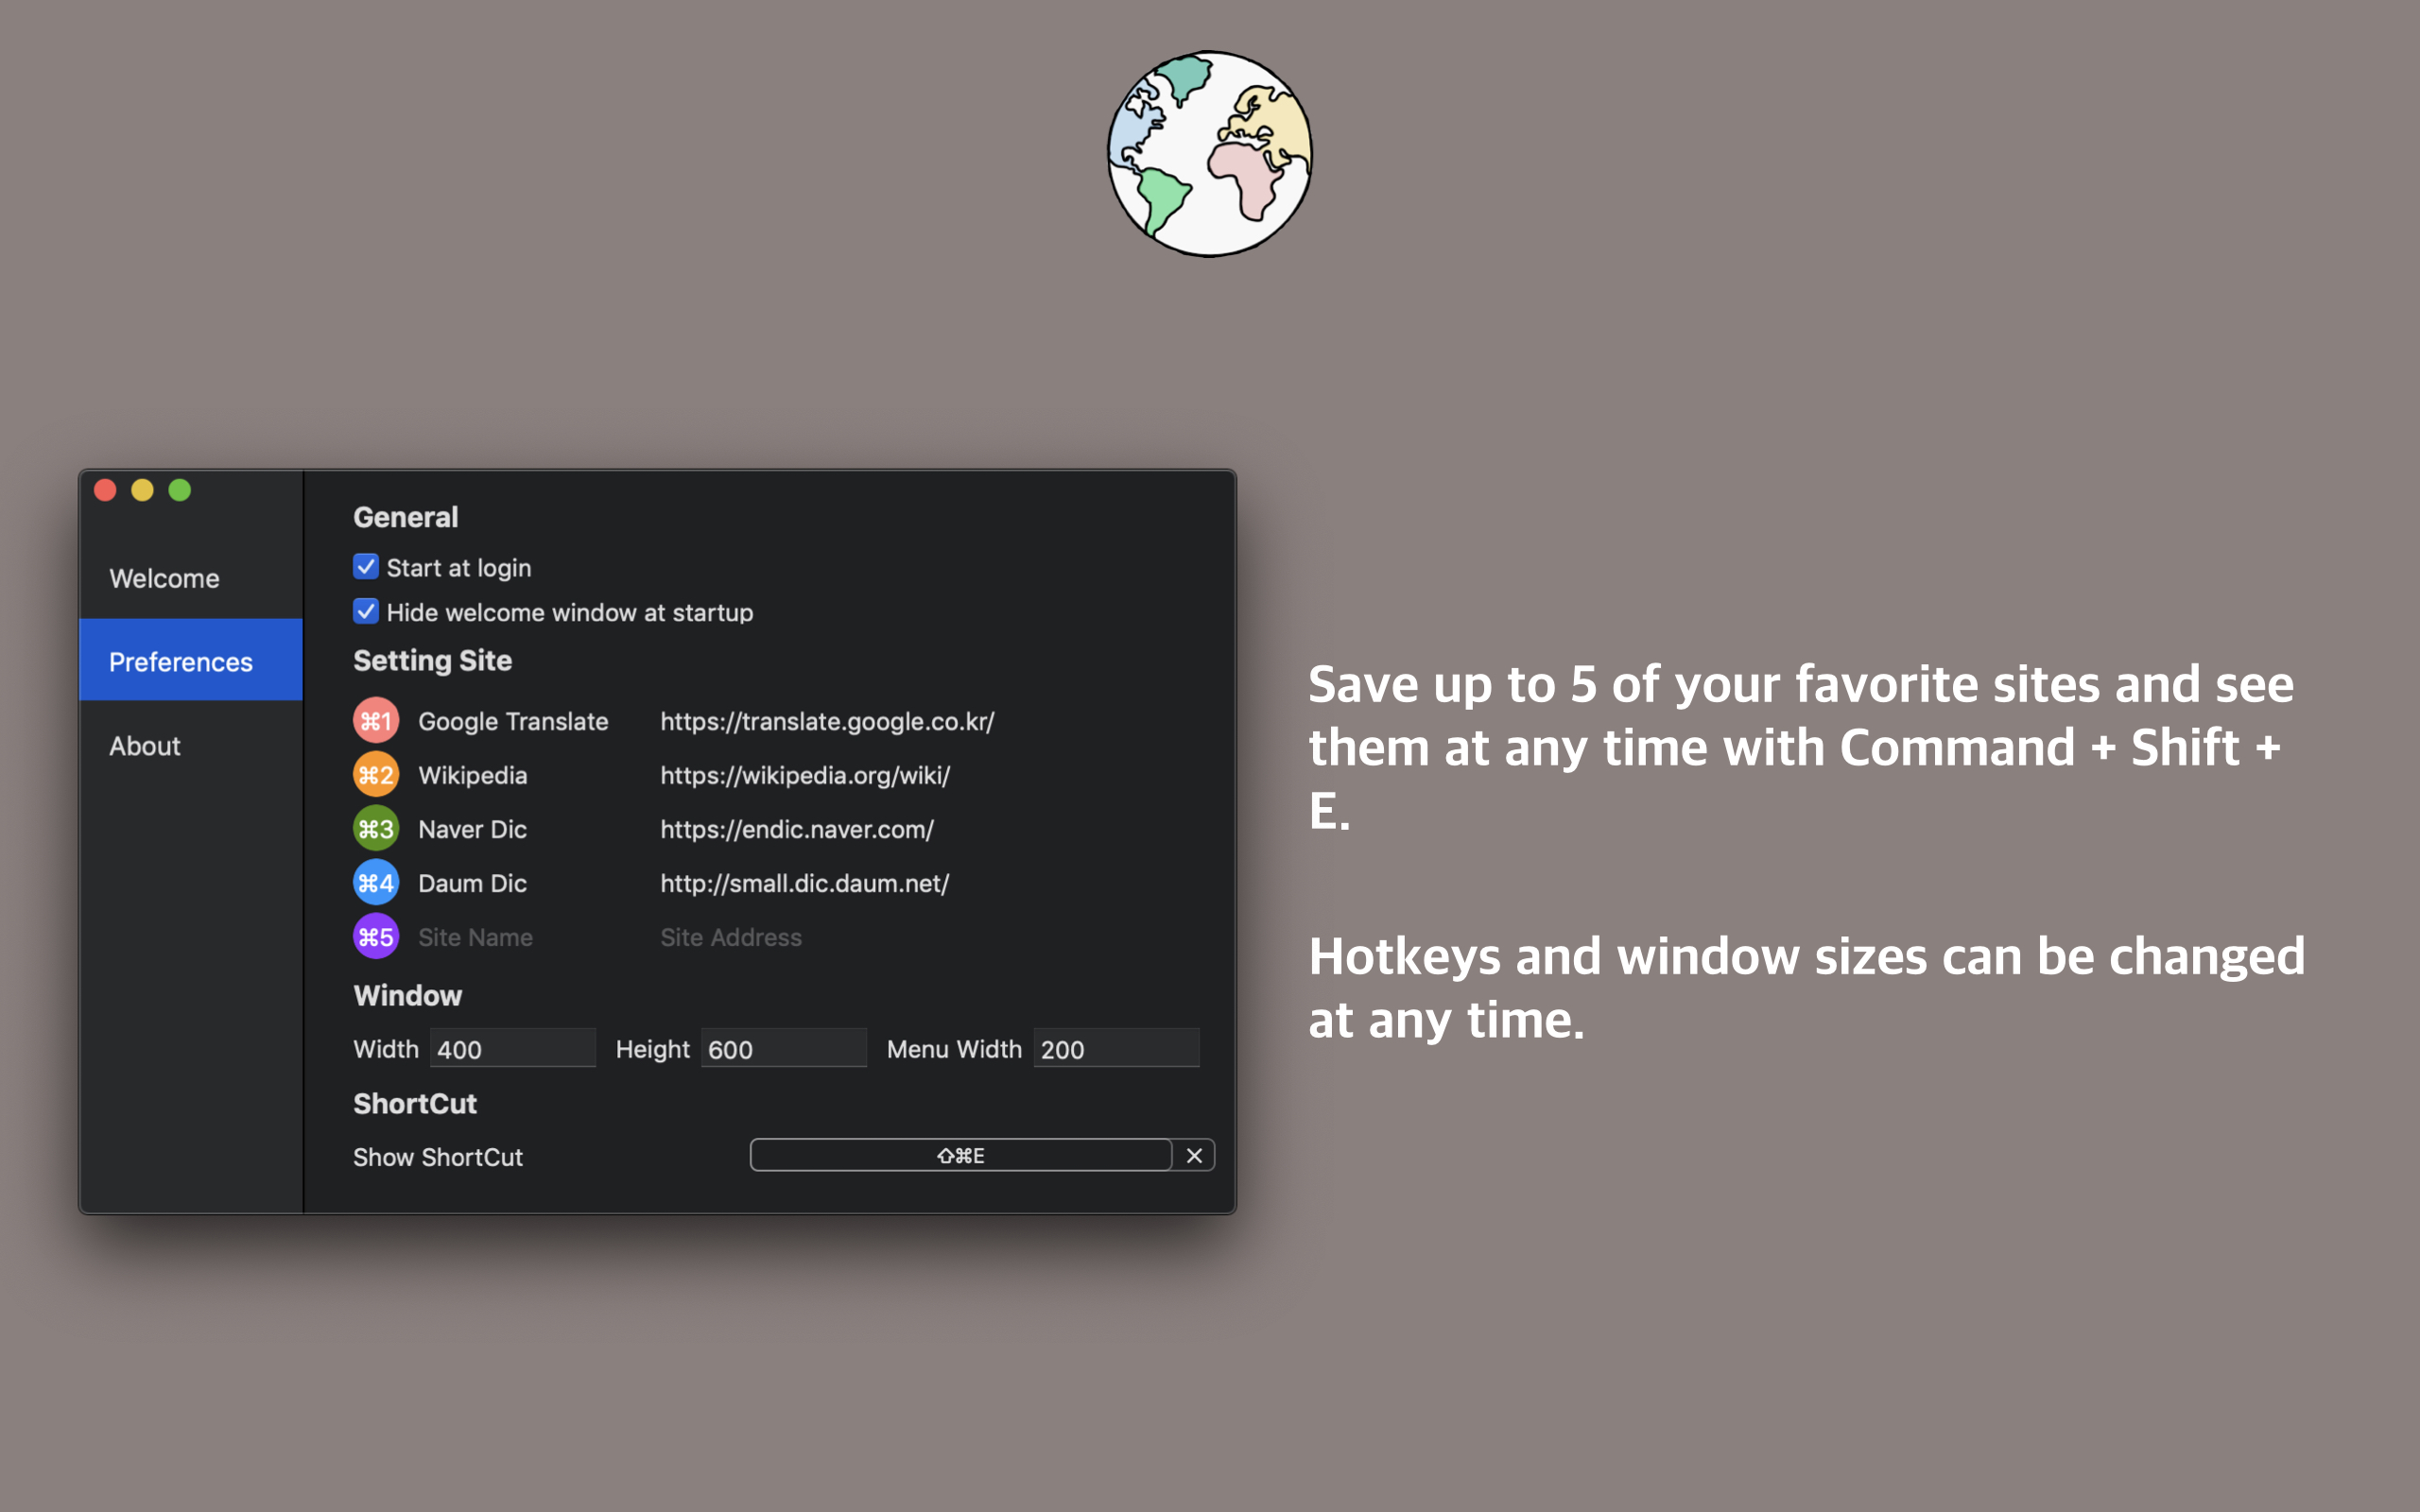 Welcome
Preferences
About
General
Start at login
Hide welcome window at startup
Setting Site
⌘1 Google Translate https://translate.google.co.kr/
⌘2 Wikipedia https://wikipedia.org/wiki/
⌘3 Naver Dic https://endic.naver.com/
⌘4 Daum Dic http://small.dic.daum.net/
⌘5 Site Name Site Address
Window
Width 400 Height 600 Menu Width 200
ShortCut
Show ShortCut ⇧⌘E
Save up to 5 of your favorite sites and see
them at any time with Command + Shift +
E.
Hotkeys and window sizes can be changed
at any time.